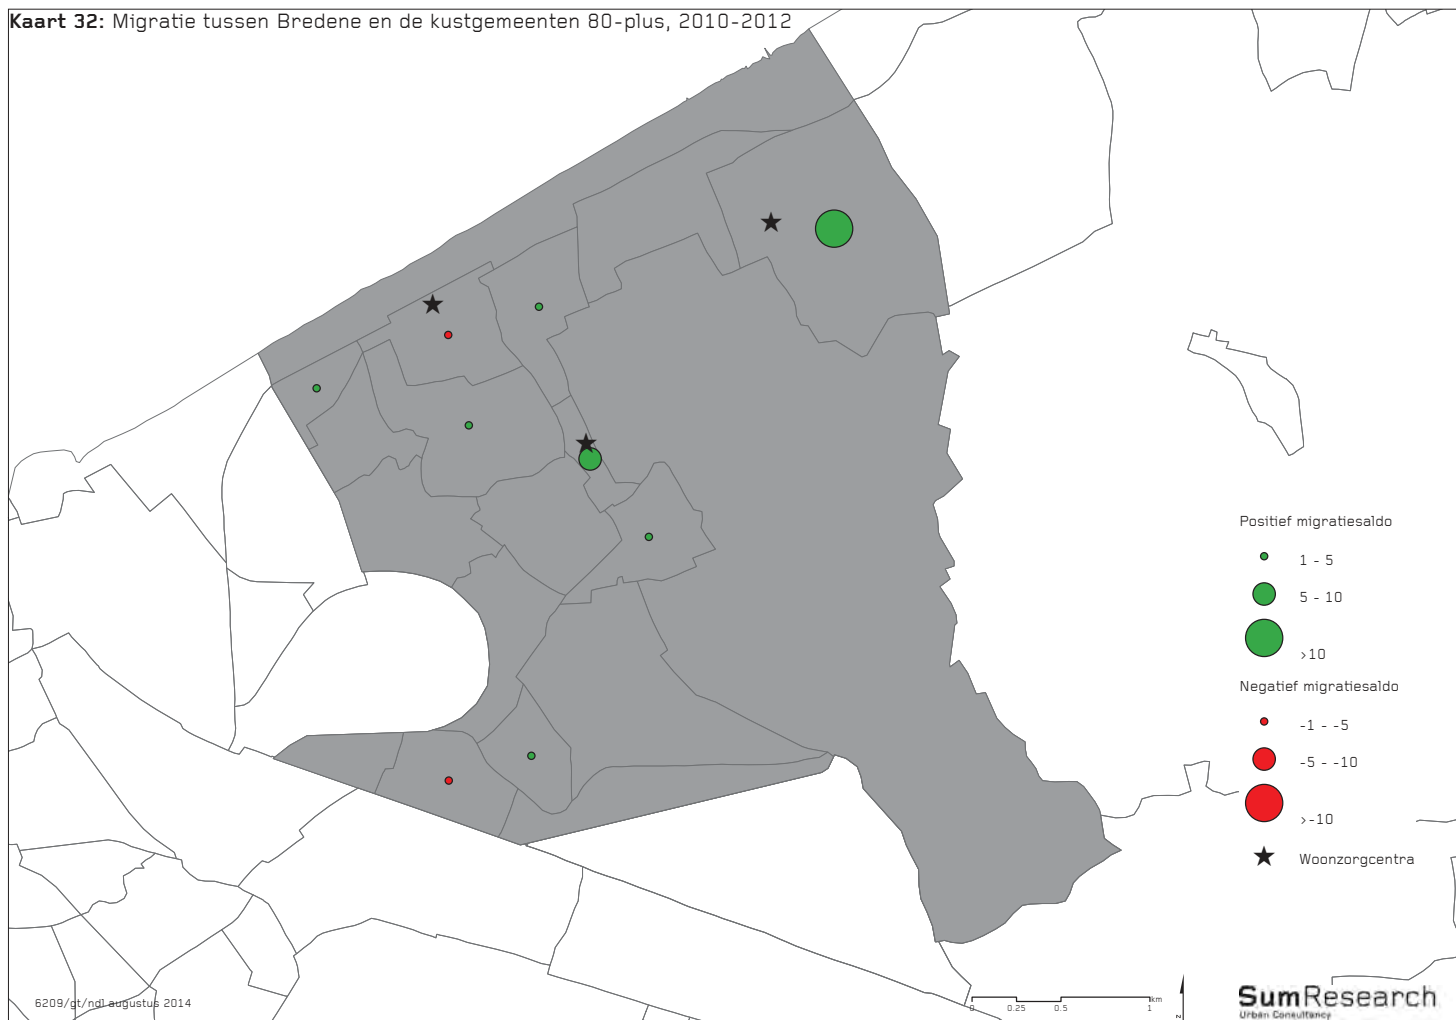 Kaart 32: Migratie tussen Bredene en de kustgemeenten 80-plus, 2010-2012
Positief migratiesaldo
1 - 5
5 - 10
>10
Negatief migratiesaldo
-1 - -5
-5 - -10
>-10
Woonzorgcentra
6209/gt/ndl augustus 2014
0 0.25 0.5 1 km
z
SumResearch
Urban Consultancy